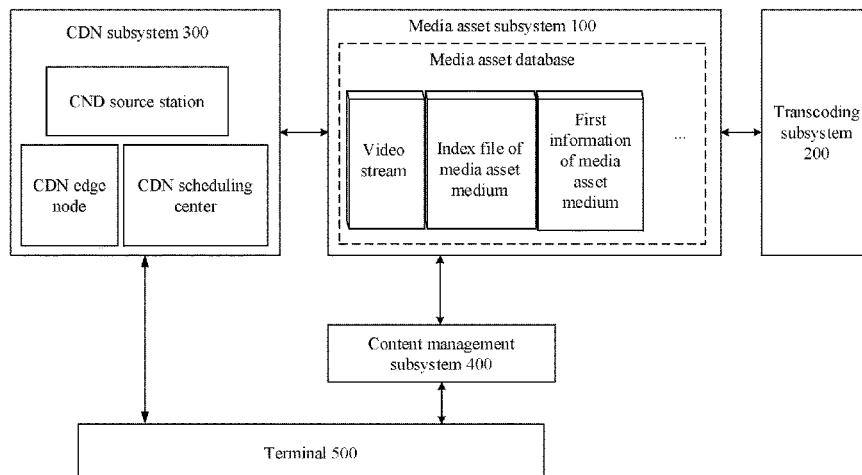 CDN subsystem 300
CND source station
CDN edge
node
CDN scheduling
center
Media asset subsystem 100
Media asset database
Video
stream
Index file of
media asset
medium
First
information
of media
asset
medium
...
Transcoding
subsystem
200
Content management
subsystem 400
Terminal 500